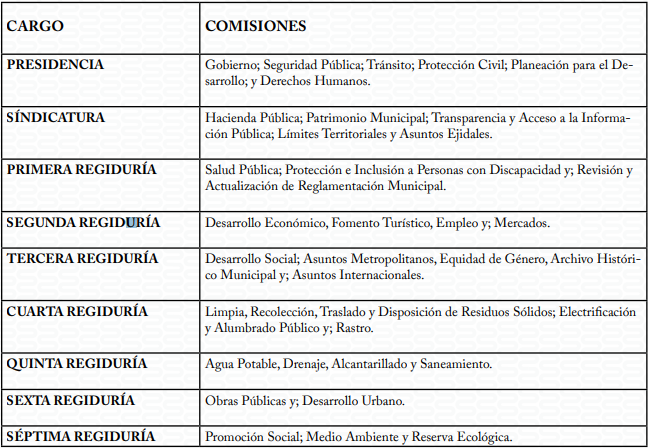 CARGO COMISIONES
PRESIDENCIA Gobierno; Seguridad Pública; Tránsito; Protección Civil; Planeación para el De-
sarrollo; y Derechos Humanos.
SÍNDICATURA Hacienda Pública; Patrimonio Municipal; Transparencia y Acceso a la Informa-
ción Pública; Límites Territoriales y Asuntos Ejidales.
PRIMERA REGIDURÍA Salud Pública; Protección e Inclusión a Personas con Discapacidad y; Revisión y
Actualización de Reglamentación Municipal.
SEGUNDA REGIDURÍA Desarrollo Económico, Fomento Turístico, Empleo y; Mercados.
TERCERA REGIDURÍA Desarrollo Social; Asuntos Metropolitanos, Equidad de Género, Archivo Históri-
co Municipal y; Asuntos Internacionales.
CUARTA REGIDURÍA Limpia, Recolección, Traslado y Disposición de Residuos Sólidos; Electrificación
y Alumbrado Público y; Rastro.
QUINTA REGIDURÍA Agua Potable, Drenaje, Alcantarillado y Saneamiento.
SEXTA REGIDURÍA Obras Públicas y; Desarrollo Urbano.
SÉPTIMA REGIDURÍA Promoción Social; Medio Ambiente y Reserva Ecológica.